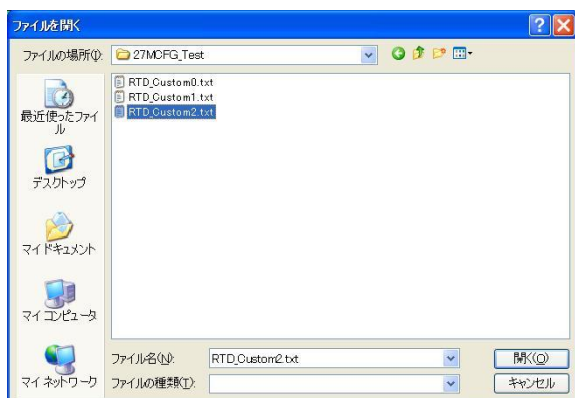 ファイルを開く
ファイルの場所(I):
27MCFG_Test
RTD_Custom0.txt
RTD_Custom1.txt
RTD_Custom2.txt
最近使ったファイ
ル
デスクトップ
マイ ドキュメント
マイ コンピュータ
マイ ネットワーク
ファイル名(N):
RTD_Custom2.txt
開く(O)
ファイルの種類(T):
キャンセル